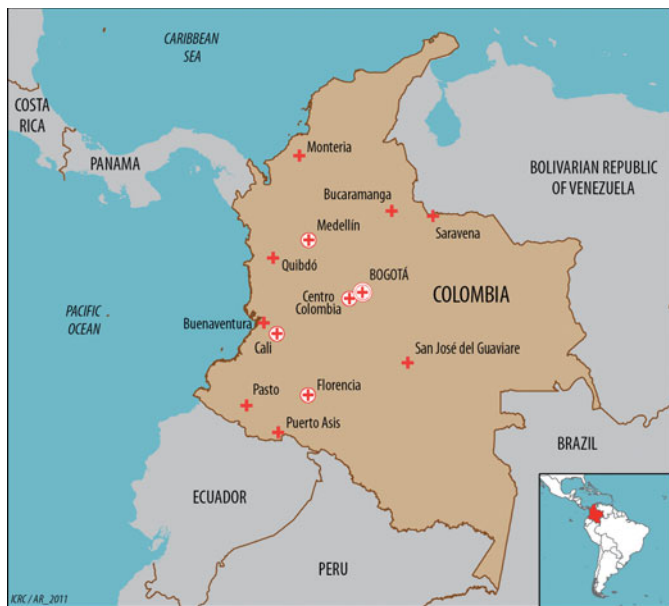 CARIBBEAN
SEA
COSTA
RICA
PANAMA
Monteria
BOLIVARIAN REPUBLIC
OF VENEZUELA
Bucaramanga
Saravena
Medellín
Quibdó
BOGOTÁ
Centro
Colombia
COLOMBIA
PACIFIC
OCEAN
Buenaventura
Cali
San José del Guaviare
Pasto
Florencia
Puerto Asis
BRAZIL
ECUADOR
PERU
ICRC / AR_2011